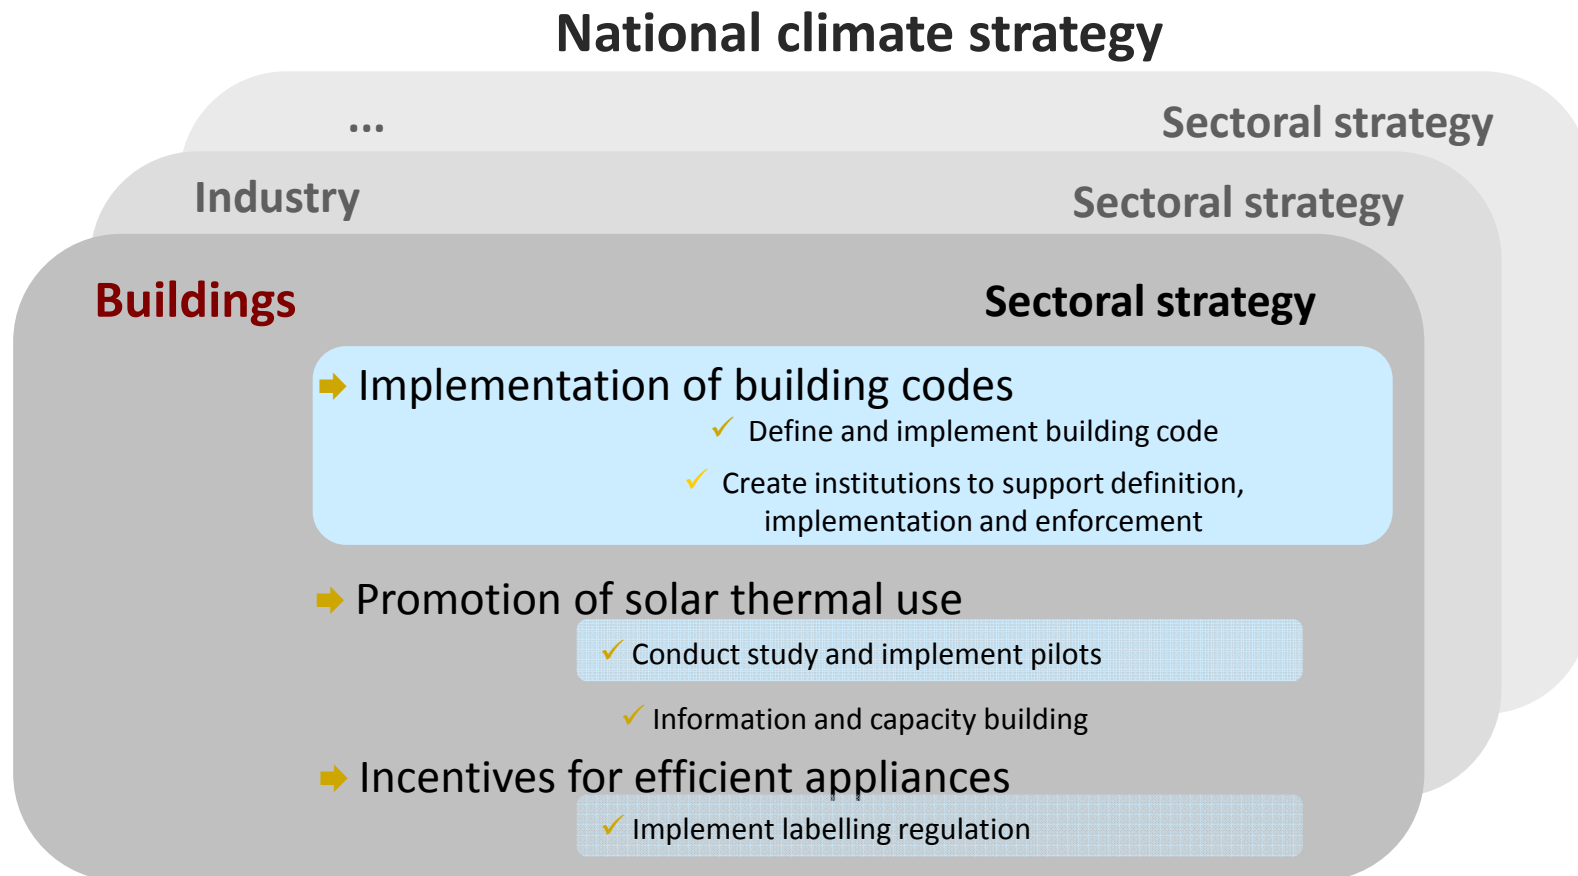 National climate strategy
...
Sectoral strategy
Industry
Sectoral strategy
Buildings
Sectoral strategy
Implementation of building codes
✓ Define and implement building code
✓ Create institutions to support definition,
implementation and enforcement
Promotion of solar thermal use
✓ Conduct study and implement pilots
✓ Information and capacity building
Incentives for efficient appliances
✓ Implement labelling regulation